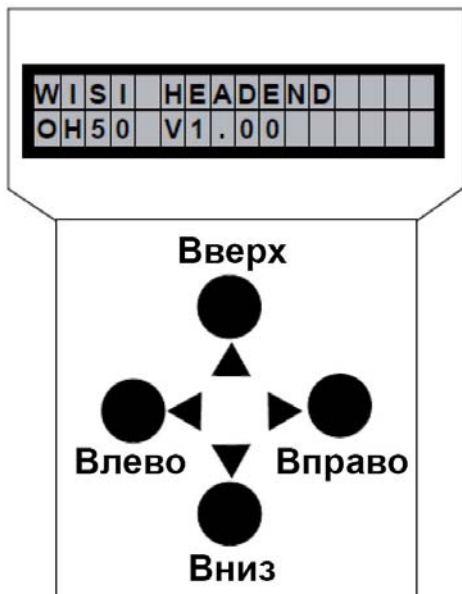 WISI HEADEND
OH50 V1.00
Вверх
Влево Вправо
Вниз